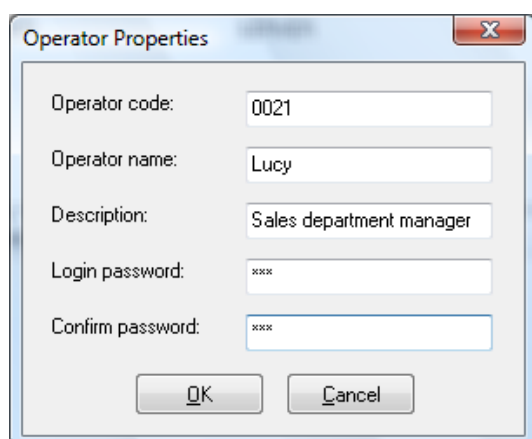 Operator Properties
Operator code: 0021
Operator name: Lucy
Description: Sales department manager
Login password: ***
Confirm password: ***
OK Cancel